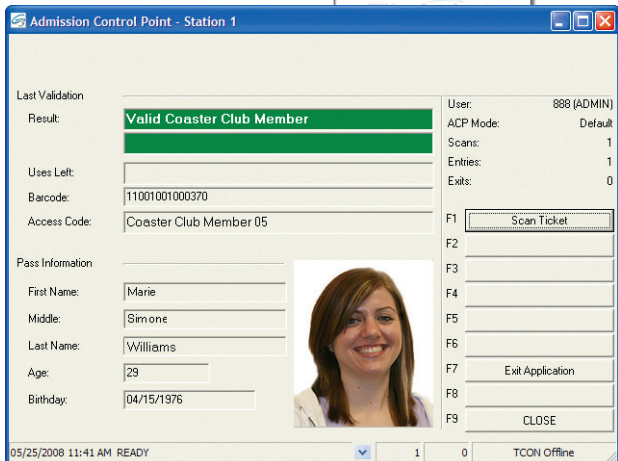 Admission Control Point - Station 1
Last Validation
Result: Valid Coaster Club Member
Uses Left:
Barcode: 11001001000370
Access Code: Coaster Club Member 05
Pass Information
First Name: Marie
Middle: Simone
Last Name: Williams
Age: 29
Birthday: 04/15/1976
User: 888 (ADMIN)
ACP Mode: Default
Scans: 1
Entries: 1
Exits: 0
F1 Scan Ticket
F2
F3
F4
F5
F6
F7 Exit Application
F8
F9 CLOSE
05/25/2008 11:41 AM READY 1 0 TCON Offline